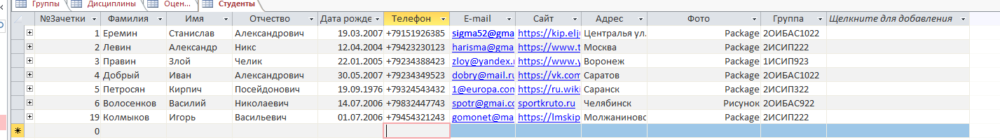 Группы Дисциплины Оцен... Студенты
№Зачетки Фамилия Имя Отчество Дата рожде Телефон E-mail Сайт Адрес Фото Группа Щелкните для добавления
1 Еремин Станислав Александрович 19.03.2007 +79151926385 sigma52@gma https://kip.elj Централья ул. Package 2ОИБАС1022
2 Левин Александр Никс 12.04.2004 +79423230123 harisma@gma https://www.t Москва Package 2ИСИП222
3 Правин Злой Челик 22.01.2005 +79234388423 zloy@yandex.r https://www.y Воронеж Package 1ИСИП923
4 Добрый Иван Александрович 30.05.2007 +79234349523 dobry@mail.ru https://vk.com Саратов Package 2ОИБАС1022
5 Петросян Кирпич Посейдонович 19.09.1976 +79324543432 1@europa.com https://ru.wiki Саранск Package 2ИСИП322
6 Волосенков Василий Николаевич 14.07.2006 +79832447743 spotr@gmai.co sportkruto.ru Челябинск Рисунок 2ОИБАС922
19 Колмыков Игорь Васильевич 01.07.2006 +79454321243 gomonet@ma https://lmskip Молжаниново Package 2ИСИП222
0